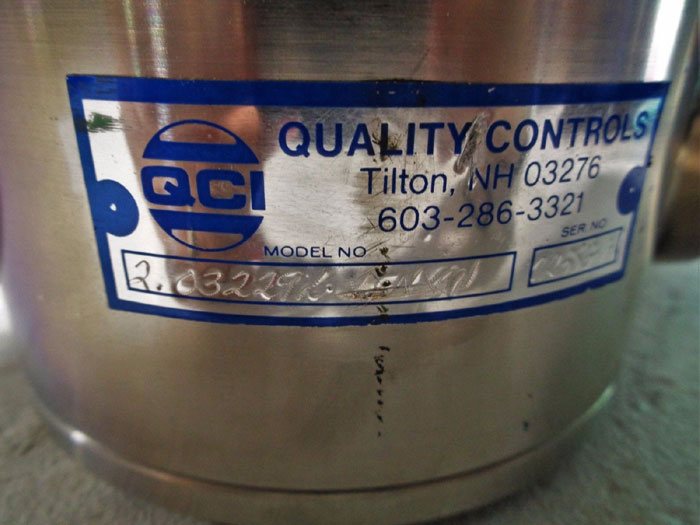 QCI
QUALITY CONTROLS
Tilton, NH 03276
603-286-3321
MODEL NO
SER. NO